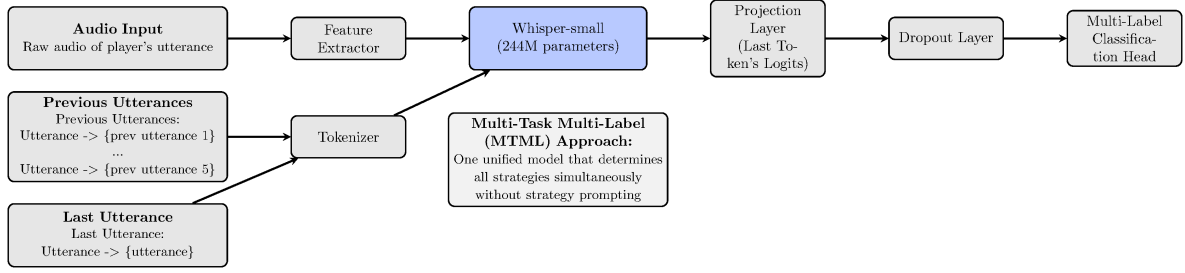 Audio Input
Raw audio of player's utterance
Feature
Extractor
Whisper-small
(244M parameters)
Projection
Layer
(Last To-
ken's Logits)
Dropout Layer
Multi-Label
Classifica-
tion Head
Previous Utterances
Previous Utterances:
Utterance -> {prev utterance 1}
...
Utterance -> {prev utterance 5}
Tokenizer
Multi-Task Multi-Label
(MTML) Approach:
One unified model that determines
all strategies simultaneously
without strategy prompting
Last Utterance
Last Utterance:
Utterance -> {utterance}